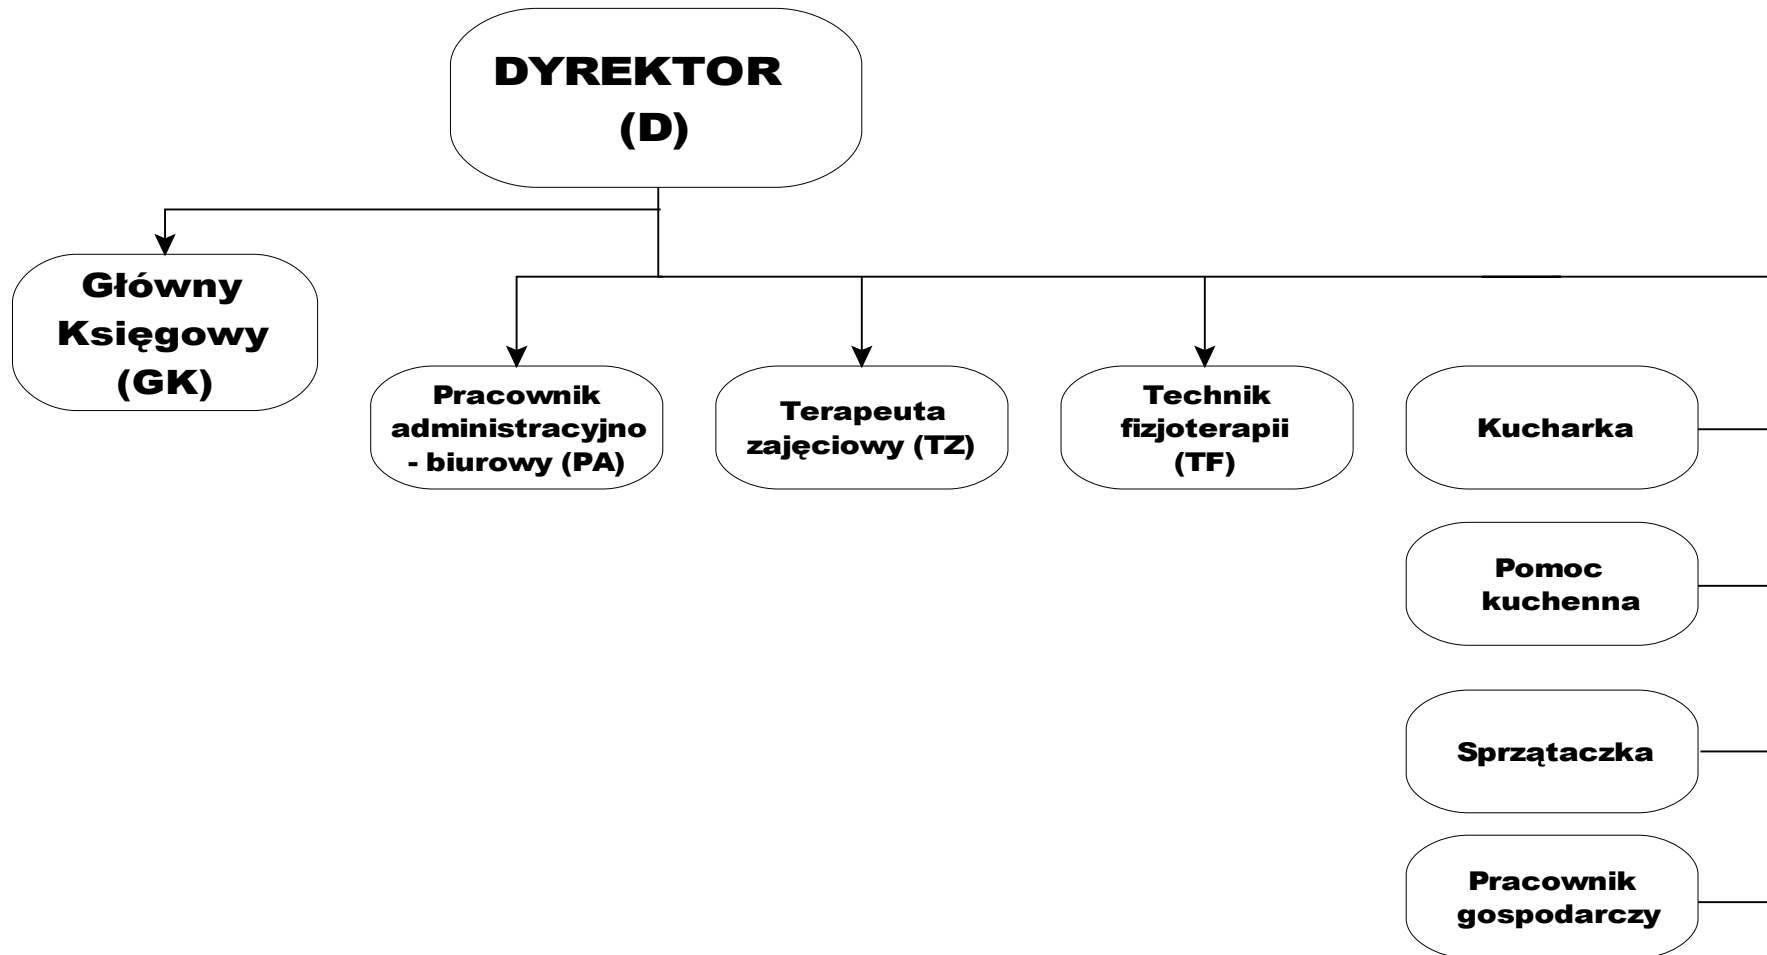 DYREKTOR
(D)
Główny
Księgowy
(GK)
Pracownik
administracyjno
- biurowy (PA)
Terapeuta
zajęciowy (TZ)
Technik
fizjoterapii
(TF)
Kucharka
Pomoc
kuchenna
Sprzątaczka
Pracownik
gospodarczy